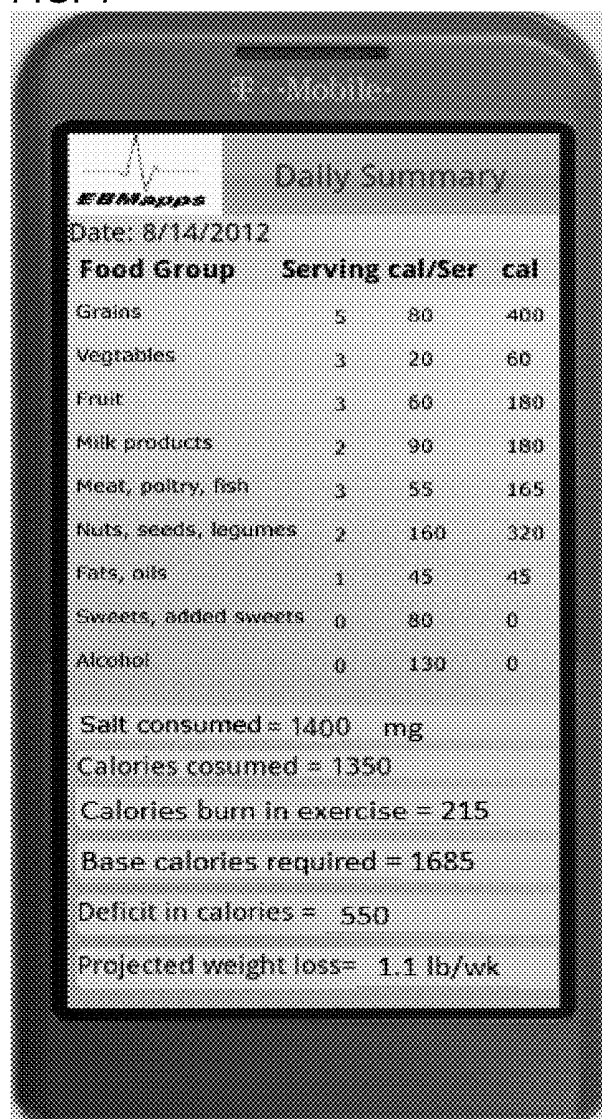 T-Mobile
EBMapps
Daily Summary
Date: 8/14/2012
Food Group Serving cal/Ser cal
Grains 5 80 400
Vegtables 3 20 60
Fruit 3 60 180
Milk products 2 90 180
Meat, poltry, fish 3 55 165
Nuts, seeds, legumes 2 160 320
Fats, oils 1 45 45
Sweets, added sweets 0 80 0
Alcohol 0 130 0
Salt consumed = 1400 mg
Calories cosumed = 1350
Calories burn in exercise = 215
Base calories required = 1685
Deficit in calories = 550
Projected weight loss= 1.1 lb/wk